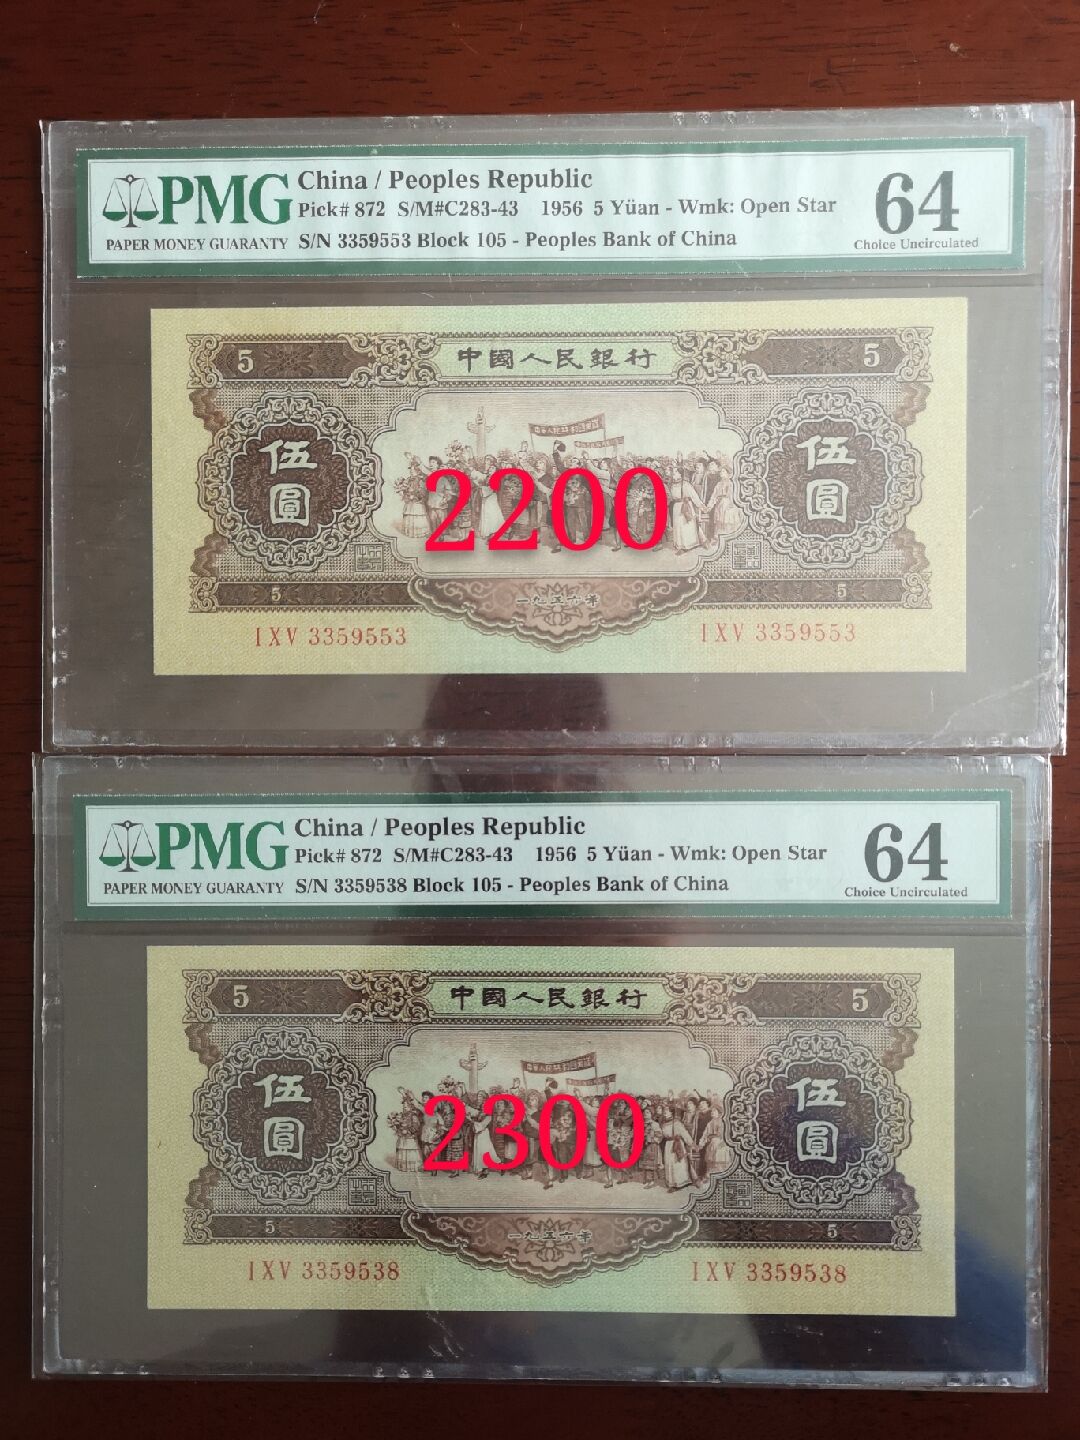 PMG
PAPER MONEY GUARANTY
China / Peoples Republic
Pick# 872 S/M#C283-43 1956 5 Yüan - Wmk: Open Star
S/N 3359553 Block 105 - Peoples Bank of China
64
Choice Uncirculated
5 中國人民銀行 5
伍圓
伍圓
2200
5 一九五六年 5
I X V 3359553 I X V 3359553
PMG
PAPER MONEY GUARANTY
China / Peoples Republic
Pick# 872 S/M#C283-43 1956 5 Yüan - Wmk: Open Star
S/N 3359538 Block 105 - Peoples Bank of China
64
Choice Uncirculated
5 中國人民銀行 5
伍圓
伍圓
2300
5 一九五六年 5
I X V 3359538 I X V 3359538